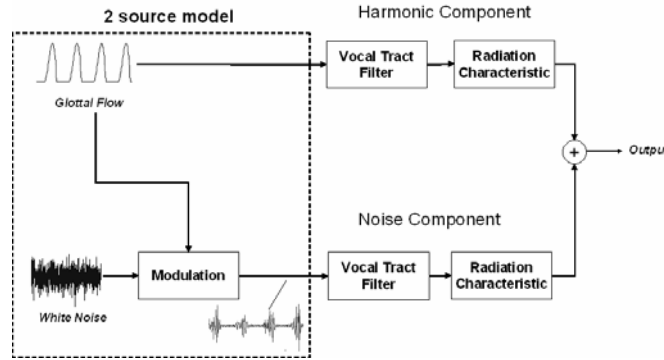 2 source model
Harmonic Component
Glottal Flow
Vocal Tract
Filter
Radiation
Characteristic
+
Output
Noise Component
White Noise
Modulation
Vocal Tract
Filter
Radiation
Characteristic